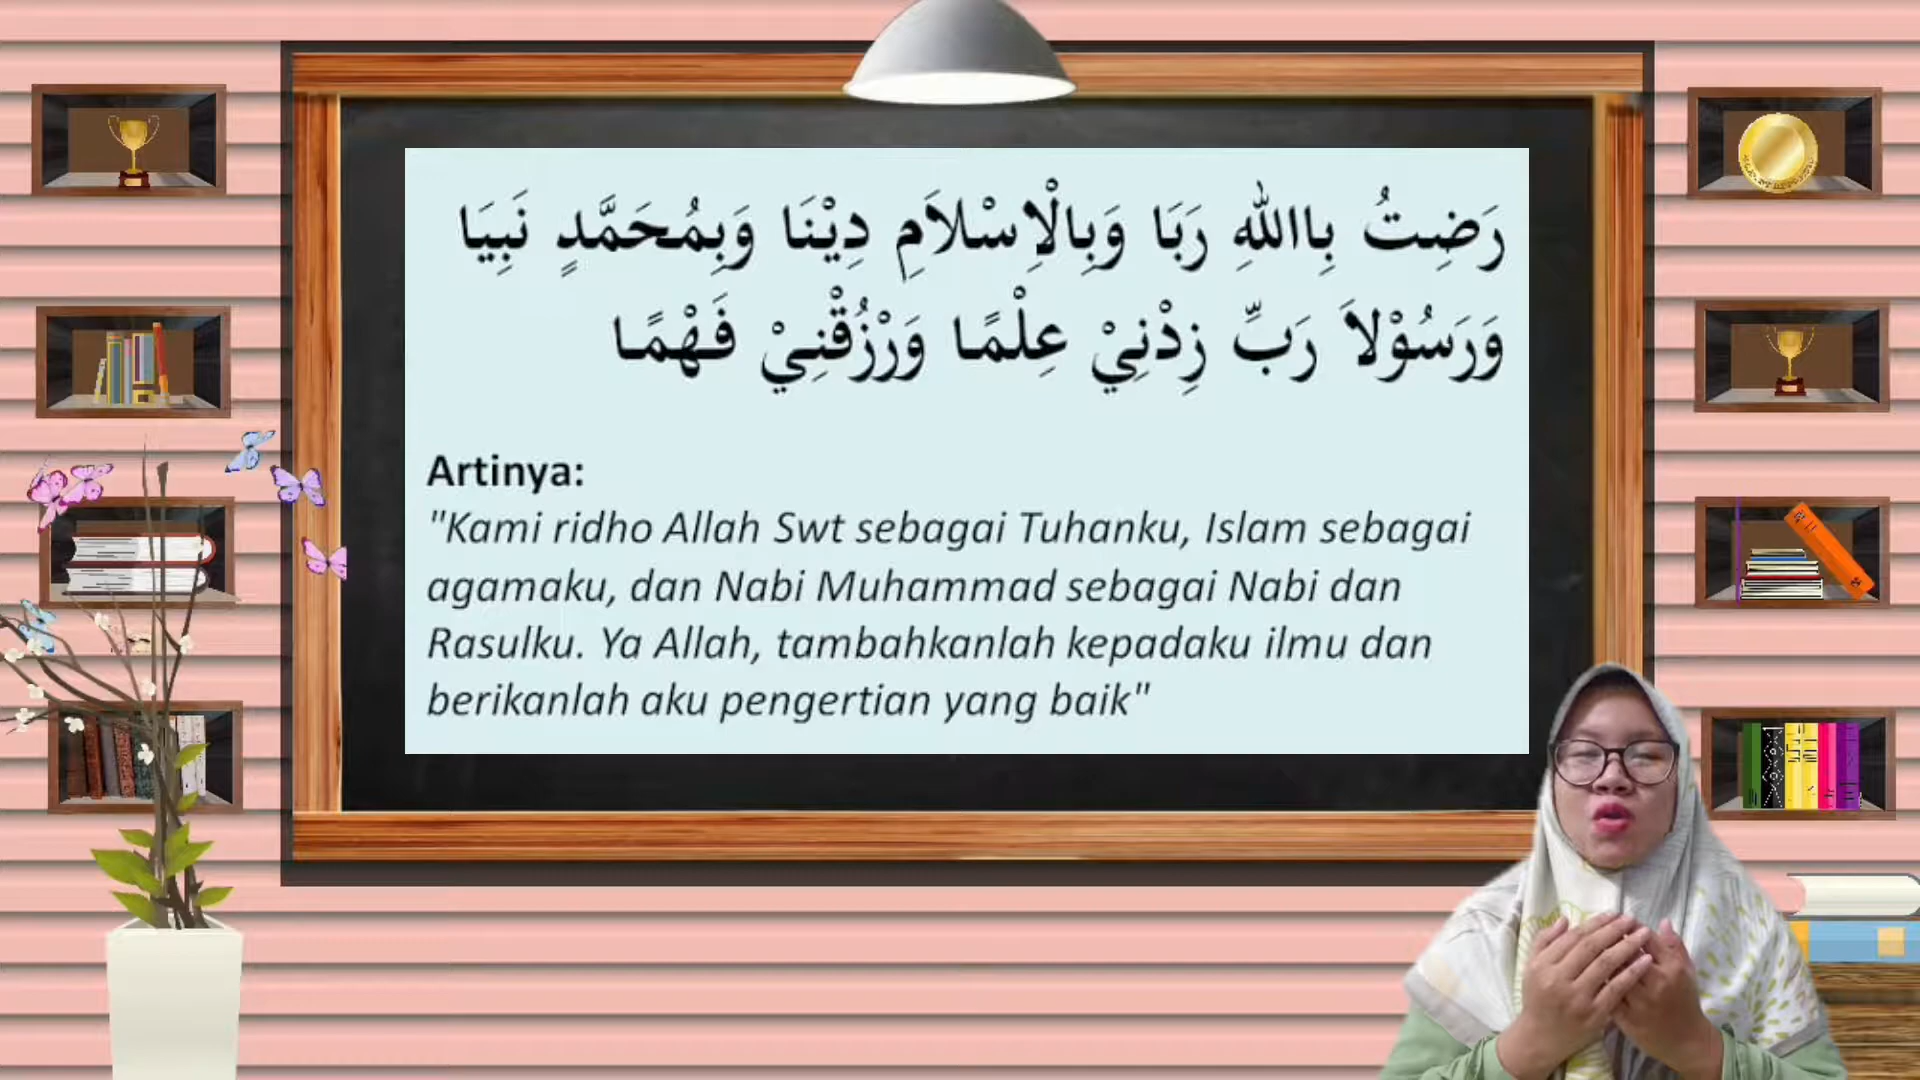 رَضِتُ بِااللهِ رَبَا وَبِالْاِسْلاَمِ دِيْنَا وَبِمُحَمَّدٍ نَبِيَا
وَرَسُوْلاَ رَبِّ زِدْنِيْ عِلْمًا وَرْزُقْنِيْ فَهْمًا
Artinya:
"Kami ridho Allah Swt sebagai Tuhanku, Islam sebagai
agamaku, dan Nabi Muhammad sebagai Nabi dan
Rasulku. Ya Allah, tambahkanlah kepadaku ilmu dan
berikanlah aku pengertian yang baik"